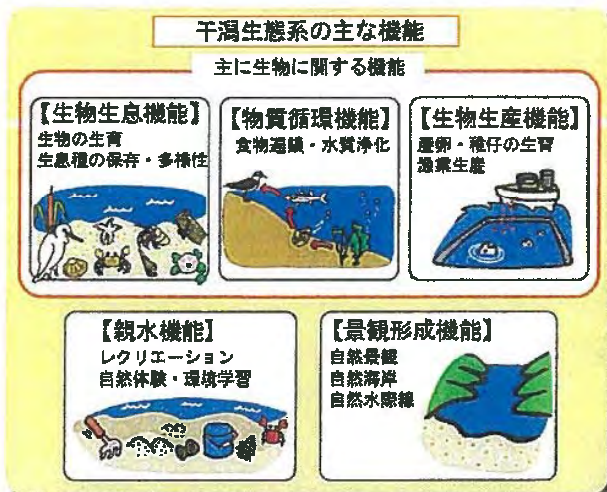 干潟生態系の主な機能
主に生物に関する機能
【生物生息機能】
生物の生育
生息種の保存・多様性
【物質循環機能】
食物連鎖・水質浄化
【生物生産機能】
産卵・稚仔の生育
漁業生産
【親水機能】
レクリエーション
自然体験・環境学習
【景観形成機能】
自然景観
自然海岸
自然水際線